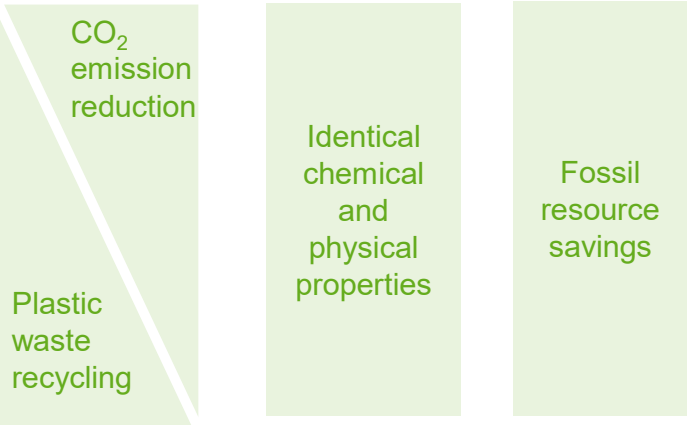 CO₂
emission
reduction
Plastic
waste
recycling
Identical
chemical
and
physical
properties
Fossil
resource
savings